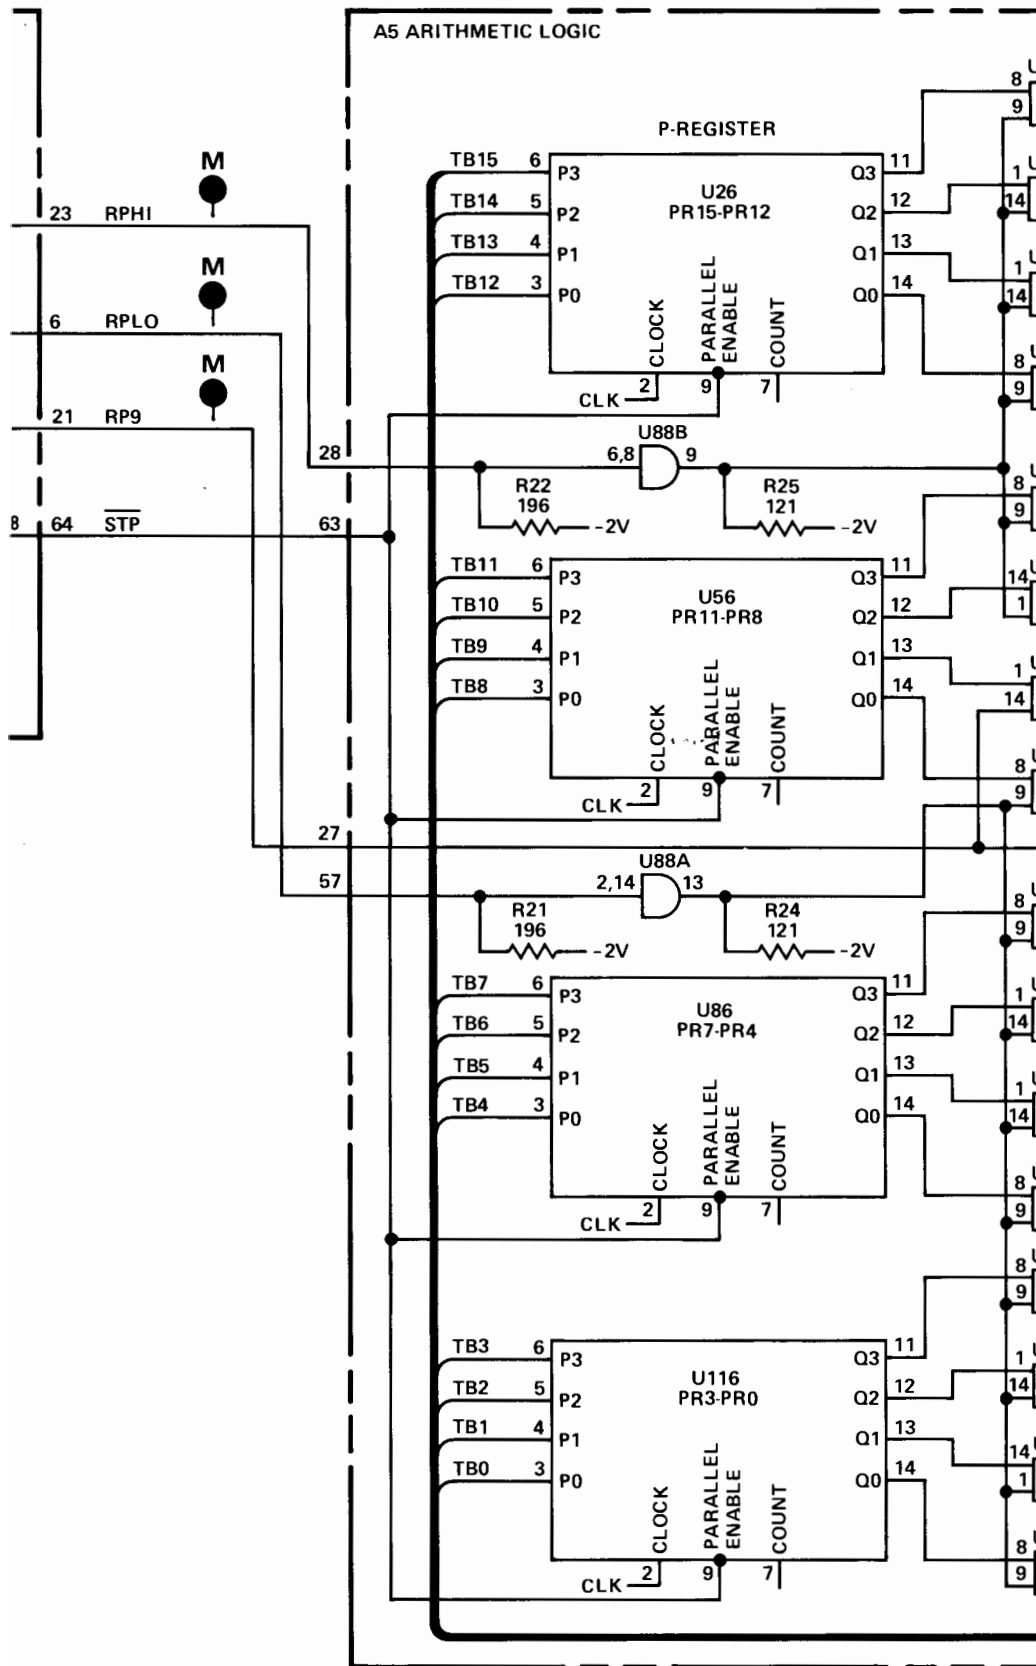 A5 ARITHMETIC LOGIC
P-REGISTER
M
23 RPHI
M
6 RPLO
M
21 RP9
8 64 STP
28
63
27
57
TB15 6 P3
TB14 5 P2
TB13 4 P1
TB12 3 P0
U26
PR15-PR12
Q3 11
Q2 12
Q1 13
Q0 14
CLOCK
PARALLEL
ENABLE
COUNT
2 9 7
CLK
8
9
1
14
1
14
8
9
U88B
6,8 9
R22
196
-2V
R25
121
-2V
TB11 6 P3
TB10 5 P2
TB9 4 P1
TB8 3 P0
U56
PR11-PR8
Q3 11
Q2 12
Q1 13
Q0 14
CLOCK
PARALLEL
ENABLE
COUNT
2 9 7
CLK
8
9
14
1
1
14
8
9
U88A
2,14 13
R21
196
-2V
R24
121
-2V
TB7 6 P3
TB6 5 P2
TB5 4 P1
TB4 3 P0
U86
PR7-PR4
Q3 11
Q2 12
Q1 13
Q0 14
CLOCK
PARALLEL
ENABLE
COUNT
2 9 7
CLK
8
9
1
14
1
14
8
9
TB3 6 P3
TB2 5 P2
TB1 4 P1
TB0 3 P0
U116
PR3-PR0
Q3 11
Q2 12
Q1 13
Q0 14
CLOCK
PARALLEL
ENABLE
COUNT
2 9 7
CLK
8
9
1
14
14
1
8
9